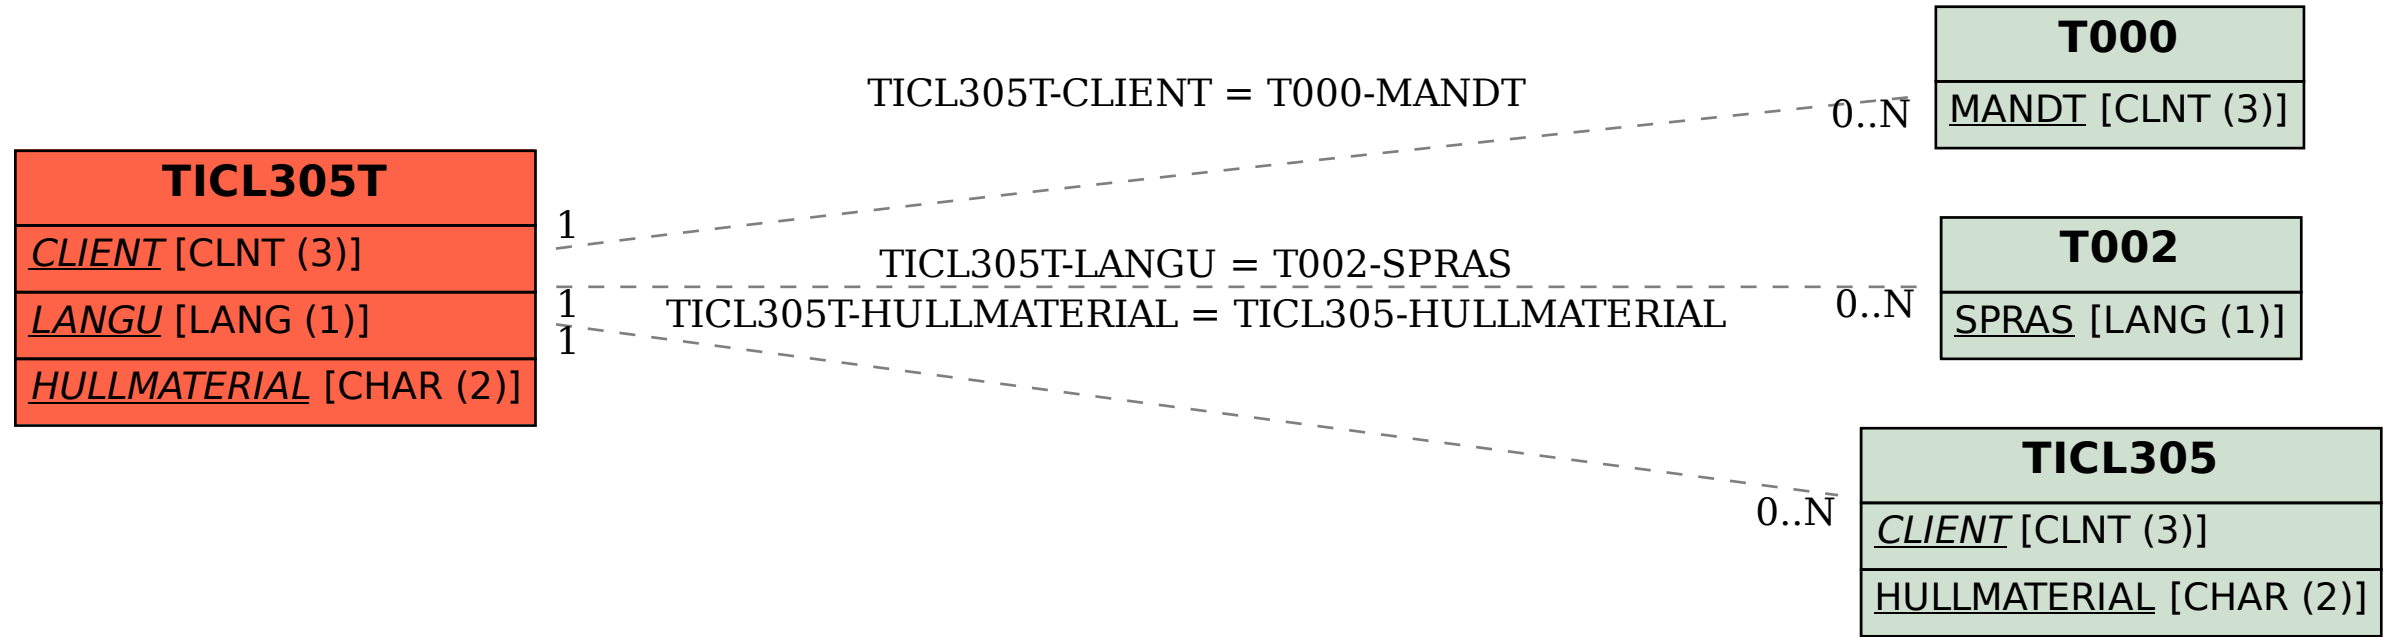 TICL305T
CLIENT [CLNT (3)]
LANGU [LANG (1)]
HULLMATERIAL [CHAR (2)]
TICL305T-CLIENT = T000-MANDT
1
0..N
TICL305T-LANGU = T002-SPRAS
1
0..N
TICL305T-HULLMATERIAL = TICL305-HULLMATERIAL
1
0..N
T000
MANDT [CLNT (3)]
T002
SPRAS [LANG (1)]
TICL305
CLIENT [CLNT (3)]
HULLMATERIAL [CHAR (2)]